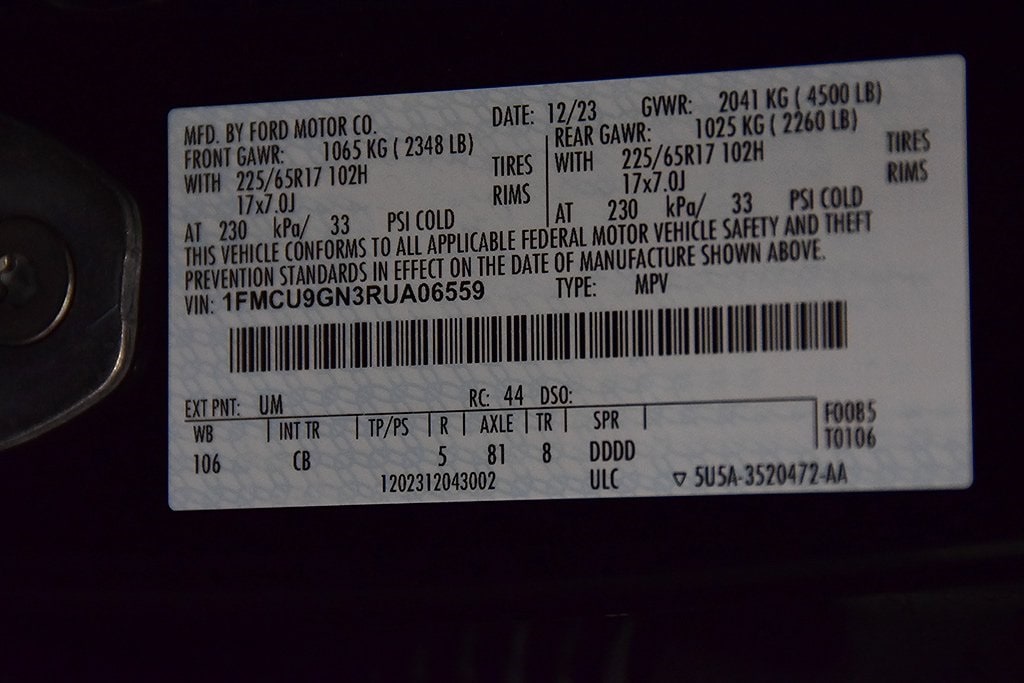 MFD. BY FORD MOTOR CO. DATE: 12/23 GVWR: 2041 KG ( 4500 LB)
FRONT GAWR: 1065 KG ( 2348 LB) REAR GAWR: 1025 KG ( 2260 LB)
WITH 225/65R17 102H TIRES WITH 225/65R17 102H TIRES
17x7.0J RIMS 17x7.0J RIMS
AT 230 kPa/ 33 PSI COLD AT 230 kPa/ 33 PSI COLD
THIS VEHICLE CONFORMS TO ALL APPLICABLE FEDERAL MOTOR VEHICLE SAFETY AND THEFT
PREVENTION STANDARDS IN EFFECT ON THE DATE OF MANUFACTURE SHOWN ABOVE.
VIN: 1FMCU9GN3RUA06559 TYPE: MPV
EXT PNT: UM RC: 44 DSO:
WB INT TR TP/PS R AXLE TR SPR F0085
106 CB 5 81 8 DDDD T0106
1202312043002 ULC ▽ 5U5A-3520472-AA